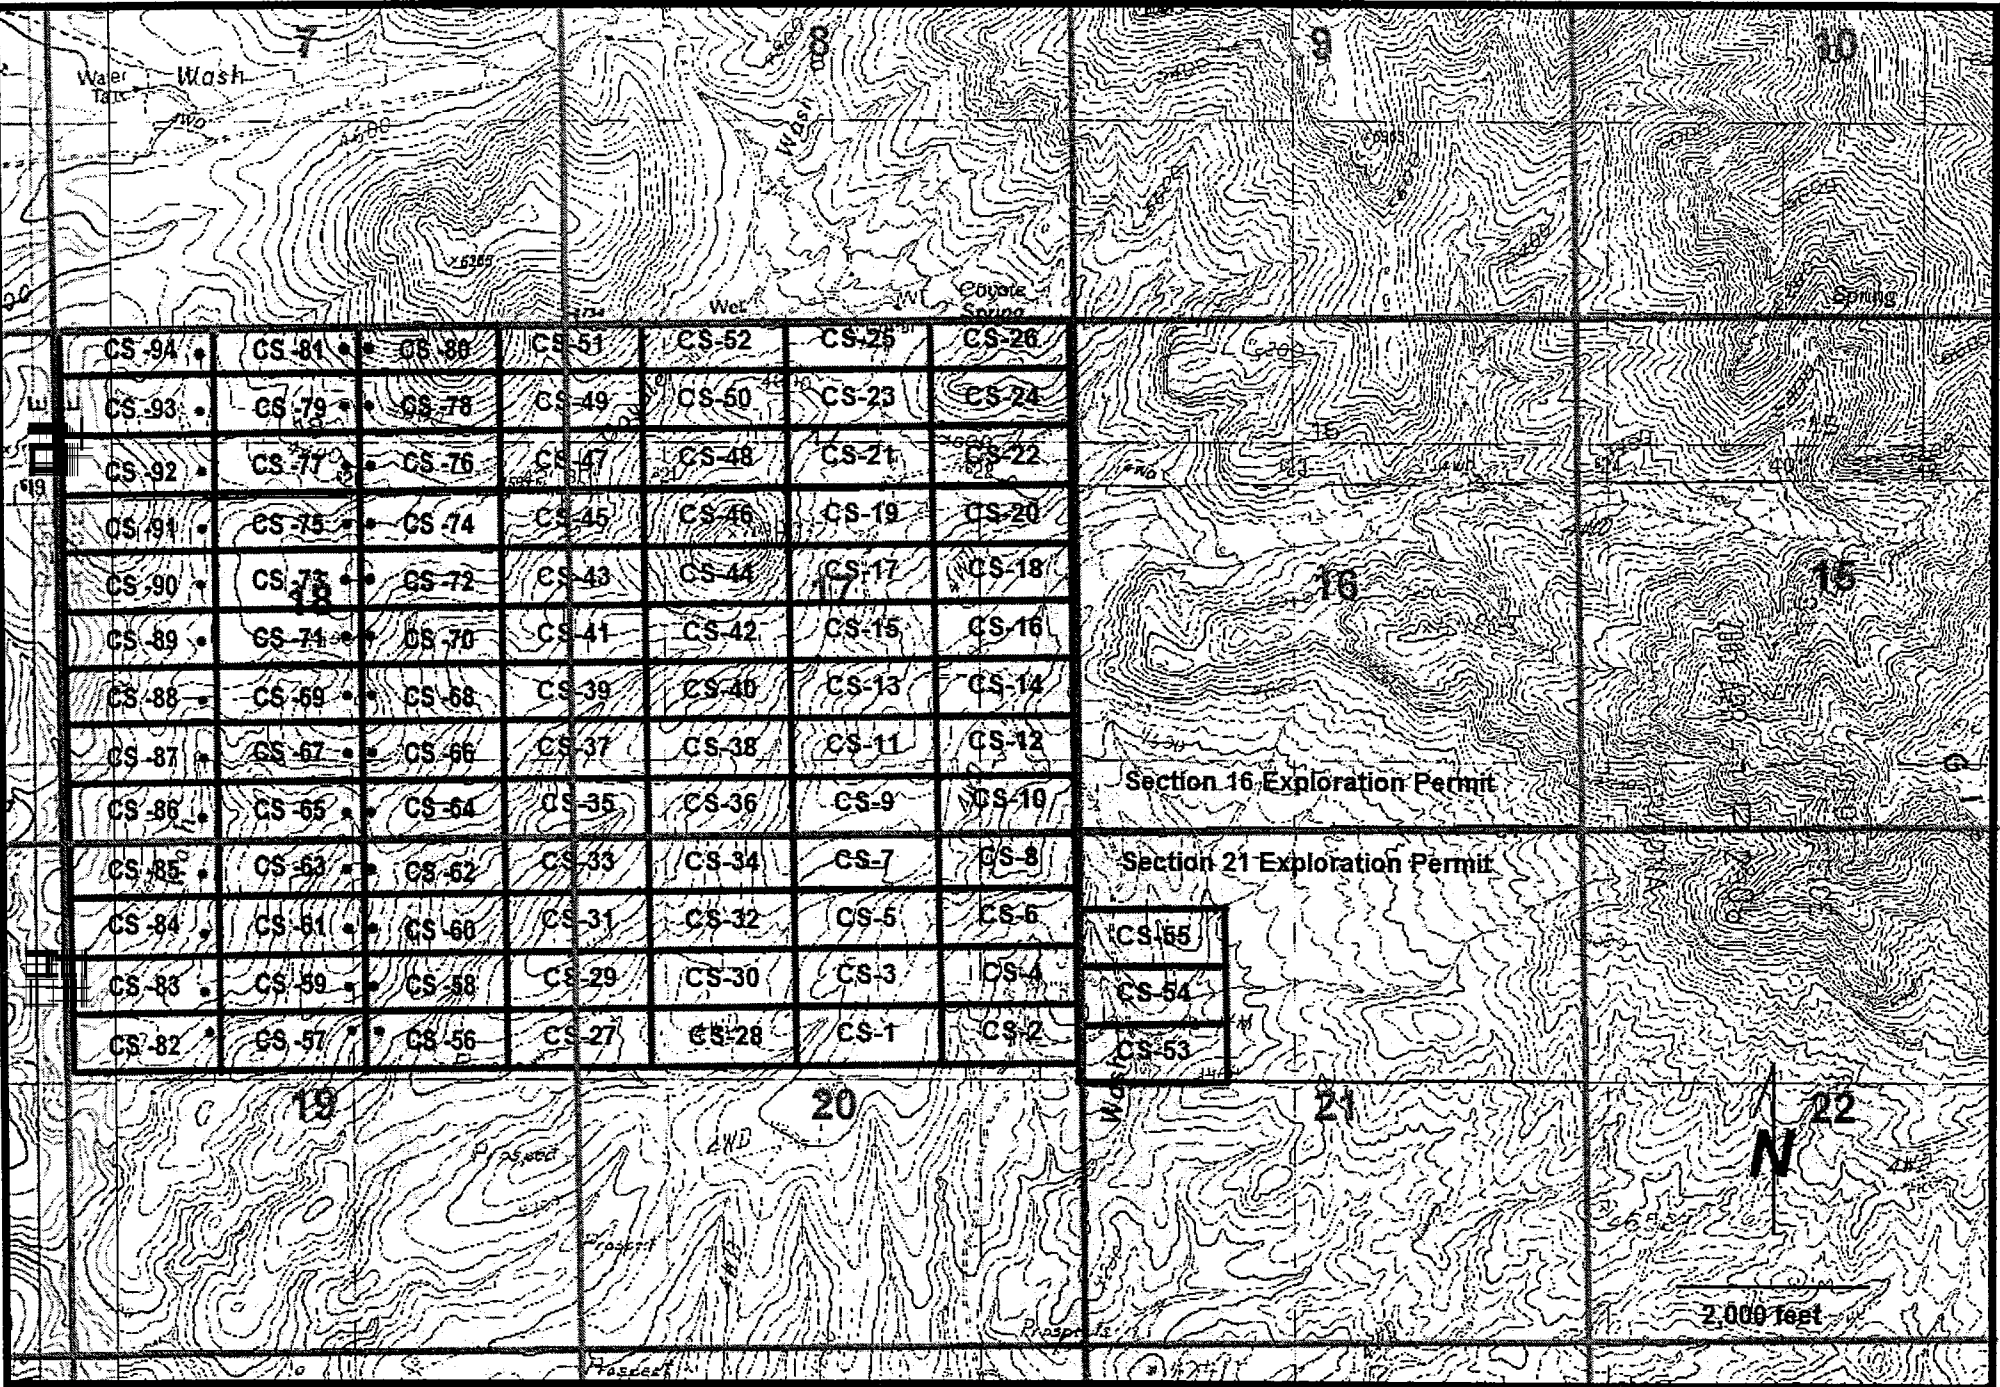 7 8 9 10
Water Wash
Wash
4WD
×6265
Wet Coyote
Spring
Spring
CS -94 CS -81 CS -80 CS-51 CS-52 CS-25 CS-26
CS -93 CS -79 CS -78 CS-49 CS-50 CS-23 CS-24
CS -92 CS -77 CS -76 CS-47 CS-48 CS-21 CS-22
CS -91 CS -75 CS -74 CS-45 CS-46 CS-19 CS-20
CS -90 CS -73 CS -72 CS-43 CS-44 CS-17 CS-18
18 17 16 15
CS -89 CS -71 CS -70 CS-41 CS-42 CS-15 CS-16
CS -88 CS -69 CS -68 CS-39 CS-40 CS-13 CS-14
CS -87 CS -67 CS -66 CS-37 CS-38 CS-11 CS-12
CS -86 CS -65 CS -64 CS-35 CS-36 CS-9 CS-10
Section 16 Exploration Permit
CS -85 CS -63 CS -62 CS-33 CS-34 CS-7 CS-8
Section 21 Exploration Permit
CS -84 CS -61 CS -60 CS-31 CS-32 CS-5 CS-6
CS-55
CS -83 CS -59 CS -58 CS-29 CS-30 CS-3 CS-4
CS-54
CS -82 CS -57 CS -56 CS-27 CS-28 CS-1 CS-2
CS-53
19 20 21 22
Wash
N
Prospect 4WD
Prospect
2,000 feet
Prospects
Prospect